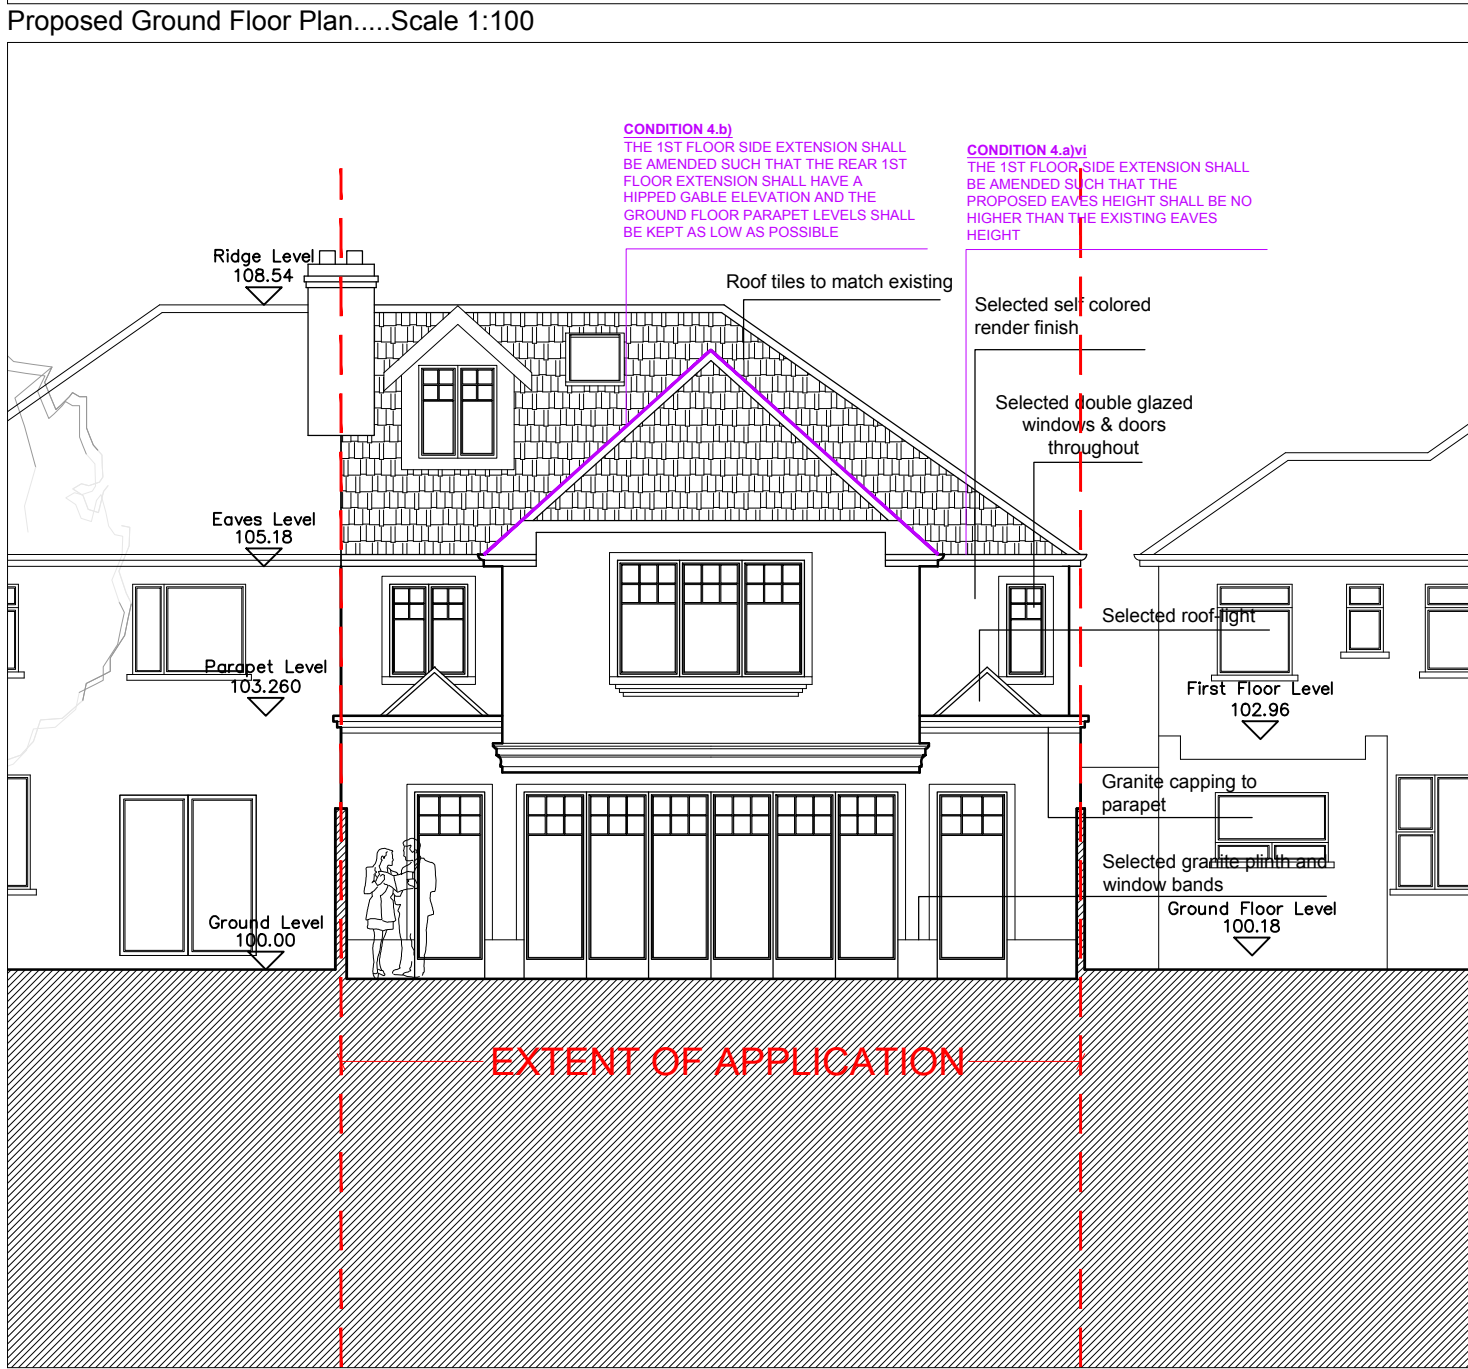 Proposed Ground Floor Plan.....Scale 1:100
CONDITION 4.b)
THE 1ST FLOOR SIDE EXTENSION SHALL
BE AMENDED SUCH THAT THE REAR 1ST
FLOOR EXTENSION SHALL HAVE A
HIPPED GABLE ELEVATION AND THE
GROUND FLOOR PARAPET LEVELS SHALL
BE KEPT AS LOW AS POSSIBLE
CONDITION 4.a)vi
THE 1ST FLOOR SIDE EXTENSION SHALL
BE AMENDED SUCH THAT THE
PROPOSED EAVES HEIGHT SHALL BE NO
HIGHER THAN THE EXISTING EAVES
HEIGHT
Ridge Level
108.54
Roof tiles to match existing
Selected self colored
render finish
Selected double glazed
windows & doors
throughout
Eaves Level
105.18
Selected roof-light
Parapet Level
103.260
First Floor Level
102.96
Granite capping to
parapet
Selected granite plinth and
window bands
Ground Level
100.00
Ground Floor Level
100.18
EXTENT OF APPLICATION